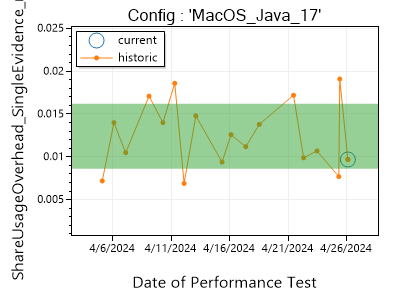 Config : 'MacOS_Java_17'
current
historic
0.025
0.02
0.015
0.01
0.005
ShareUsageOverhead_SingleEvidence_
4/6/2024
4/11/2024
4/16/2024
4/21/2024
4/26/2024
Date of Performance Test